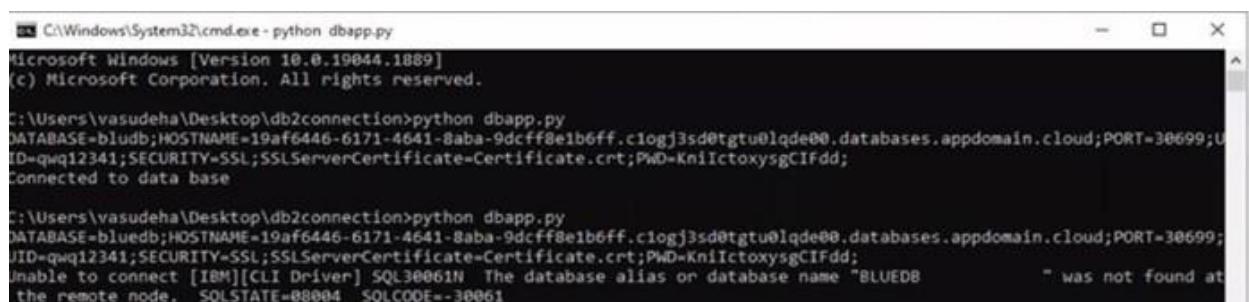 C:\Windows\System32\cmd.exe - python dbapp.py
Microsoft Windows [Version 10.0.19044.1889]
(c) Microsoft Corporation. All rights reserved.
C:\Users\vasudeha\Desktop\db2connection>python dbapp.py
DATABASE=bludb;HOSTNAME=19af6446-6171-4641-8aba-9dcff8e1b6ff.c1ogj3sd0tgtu0lqde00.databases.appdomain.cloud;PORT=30699;U
ID=qwq12341;SECURITY=SSL;SSLServerCertificate=Certificate.crt;PWD=KniIctoxysgCIFdd;
Connected to data base
C:\Users\vasudeha\Desktop\db2connection>python dbapp.py
DATABASE=bluedb;HOSTNAME=19af6446-6171-4641-8aba-9dcff8e1b6ff.c1ogj3sd0tgtu0lqde00.databases.appdomain.cloud;PORT=30699;
UID=qwq12341;SECURITY=SSL;SSLServerCertificate=Certificate.crt;PWD=KniIctoxysgCIFdd;
Unable to connect [IBM][CLI Driver] SQL30061N  The database alias or database name "BLUEDB            " was not found at
 the remote node.  SQLSTATE=08004  SQLCODE=-30061